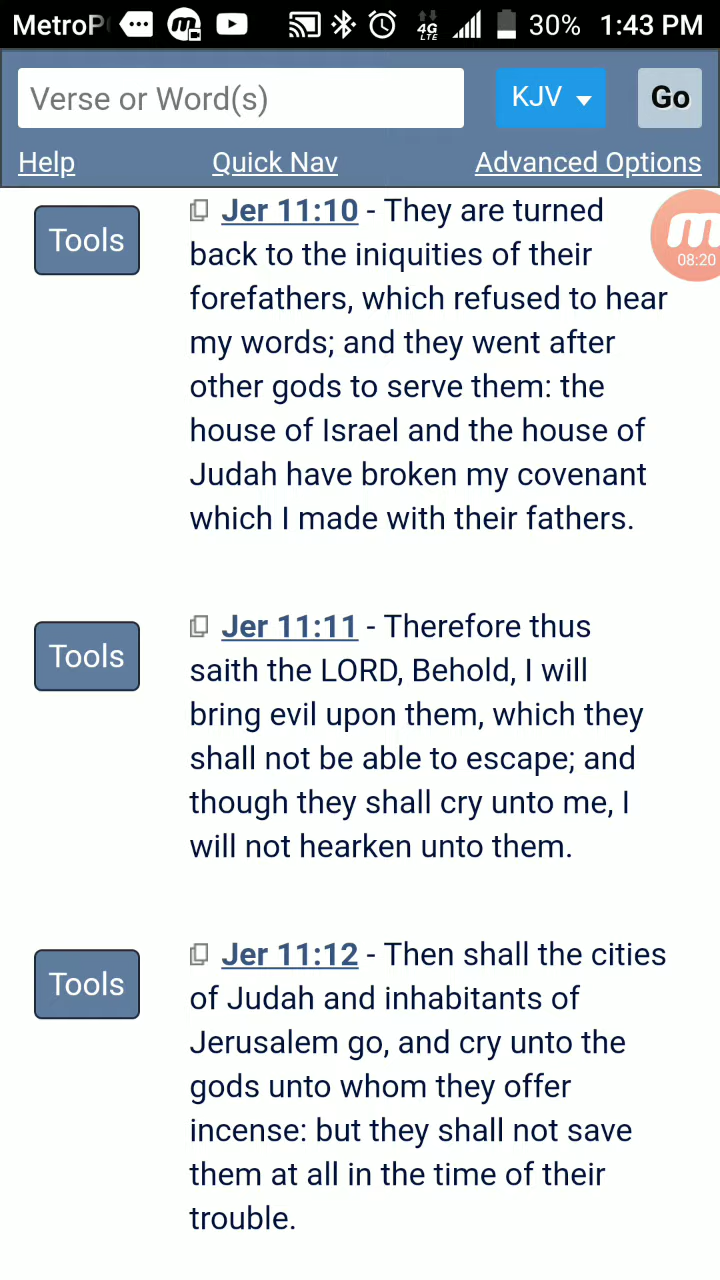 MetroP 30% 1:43 PM
4G LTE
Verse or Word(s) KJV Go
Help Quick Nav Advanced Options
m
08:20
Tools
Jer 11:10 - They are turned
back to the iniquities of their
forefathers, which refused to hear
my words; and they went after
other gods to serve them: the
house of Israel and the house of
Judah have broken my covenant
which I made with their fathers.
Tools
Jer 11:11 - Therefore thus
saith the LORD, Behold, I will
bring evil upon them, which they
shall not be able to escape; and
though they shall cry unto me, I
will not hearken unto them.
Tools
Jer 11:12 - Then shall the cities
of Judah and inhabitants of
Jerusalem go, and cry unto the
gods unto whom they offer
incense: but they shall not save
them at all in the time of their
trouble.